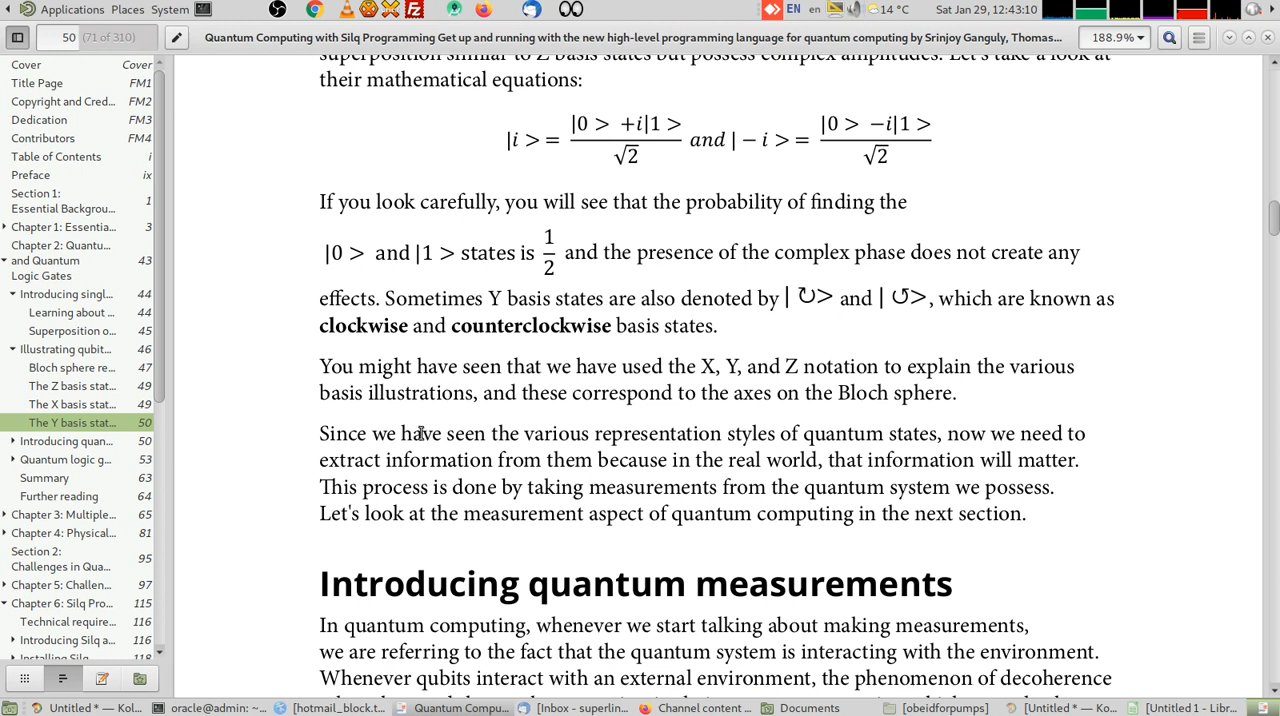 Applications Places System EN en 14 °C Sat Jan 29, 12:43:10
50 (71 of 310) Quantum Computing with Silq Programming Get up and running with the new high-level programming language for quantum computing by Srinjoy Ganguly, Thomas... 188.9%
Cover Cover
Title Page FM1
Copyright and Cred... FM2
Dedication FM3
Contributors FM4
Table of Contents i
Preface ix
Section 1:
Essential Backgrou... 1
Chapter 1: Essentia... 3
Chapter 2: Quantu...
and Quantum 43
Logic Gates
Introducing singl... 44
Learning about ... 44
Superposition o... 45
Illustrating qubit... 46
Bloch sphere re... 47
The Z basis stat... 49
The X basis stat... 49
The Y basis stat... 50
Introducing quan... 50
Quantum logic g... 53
Summary 63
Further reading 64
Chapter 3: Multiple... 65
Chapter 4: Physical... 81
Section 2:
Challenges in Qua... 95
Chapter 5: Challen... 97
Chapter 6: Silq Pro... 115
Technical require... 116
Introducing Silq a... 116
Installing Silq 118
superposition similar to Z basis states but possess complex amplitudes. Let's take a look at
their mathematical equations:
|i > = |0 > +i|1 > / √2 and | − i > = |0 > −i|1 > / √2
If you look carefully, you will see that the probability of finding the
|0 > and |1 > states is 1/2 and the presence of the complex phase does not create any
effects. Sometimes Y basis states are also denoted by | ↻> and | ↺>, which are known as
clockwise and counterclockwise basis states.
You might have seen that we have used the X, Y, and Z notation to explain the various
basis illustrations, and these correspond to the axes on the Bloch sphere.
Since we have seen the various representation styles of quantum states, now we need to
extract information from them because in the real world, that information will matter.
This process is done by taking measurements from the quantum system we possess.
Let's look at the measurement aspect of quantum computing in the next section.
Introducing quantum measurements
In quantum computing, whenever we start talking about making measurements,
we are referring to the fact that the quantum system is interacting with the environment.
Whenever qubits interact with an external environment, the phenomenon of decoherence
Untitled * — Kol... oracle@admin: ~... [hotmail_block.t... Quantum Compu... [Inbox - superlin... Channel content ... Documents [obeidforpumps] [Untitled * — Ko... [Untitled 1 - Libr...